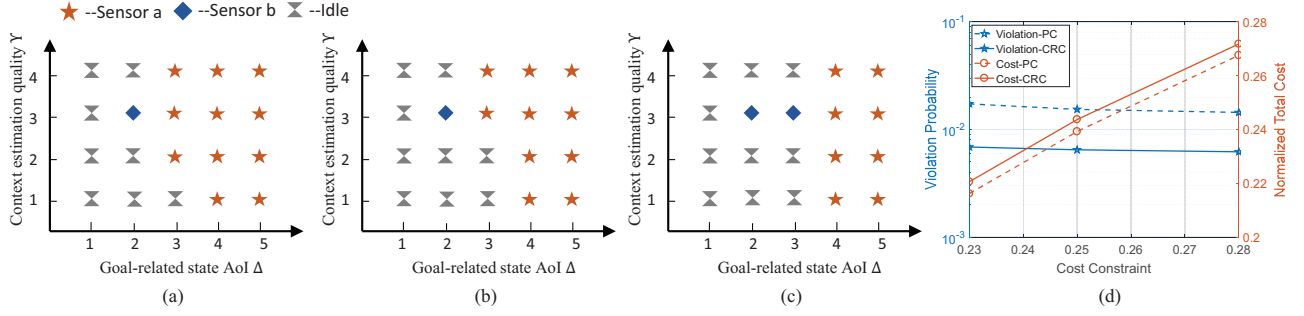 --Sensor a --Sensor b --Idle
Context estimation quality ϒ
4
3
2
1
1 2 3 4 5
Goal-related state AoI Δ
(a)
Context estimation quality ϒ
4
3
2
1
1 2 3 4 5
Goal-related state AoI Δ
(b)
Context estimation quality ϒ
4
3
2
1
1 2 3 4 5
Goal-related state AoI Δ
(c)
Violation Probability
10-1
10-2
10-3
Violation-PC
Violation-CRC
Cost-PC
Cost-CRC
0.28
0.26
0.24
0.22
0.2
Normalized Total Cost
0.23 0.24 0.25 0.26 0.27 0.28
Cost Constraint
(d)